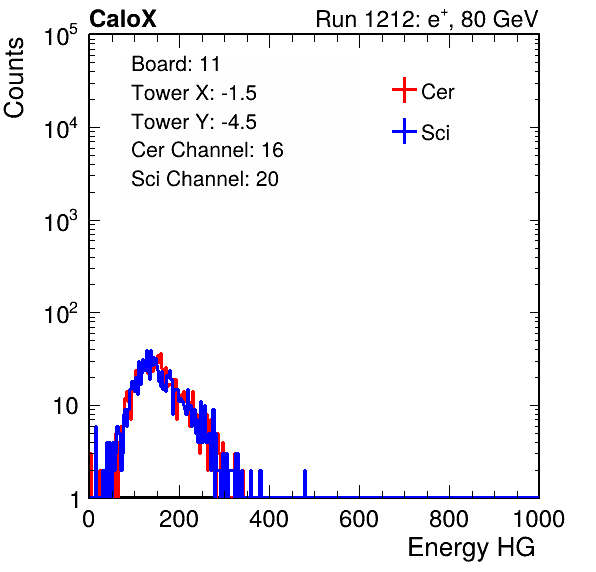 CaloX Run 1212: e⁺, 80 GeV
Counts
10⁵
10⁴
10³
10²
10
1
Board: 11
Tower X: -1.5
Tower Y: -4.5
Cer Channel: 16
Sci Channel: 20
Cer
Sci
0 200 400 600 800 1000
Energy HG